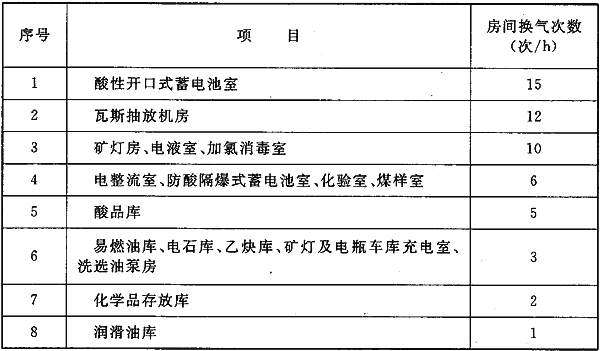 序号 项 目 房间换气次数
(次/h)
1 酸性开口式蓄电池室 15
2 瓦斯抽放机房 12
3 矿灯房、电液室、加氯消毒室 10
4 电整流室、防酸隔爆式蓄电池室、化验室、煤样室 6
5 酸品库 5
6 易燃油库、电石库、乙炔库、矿灯及电瓶车库充电室、
洗选油泵房 3
7 化学品存放库 2
8 润滑油库 1